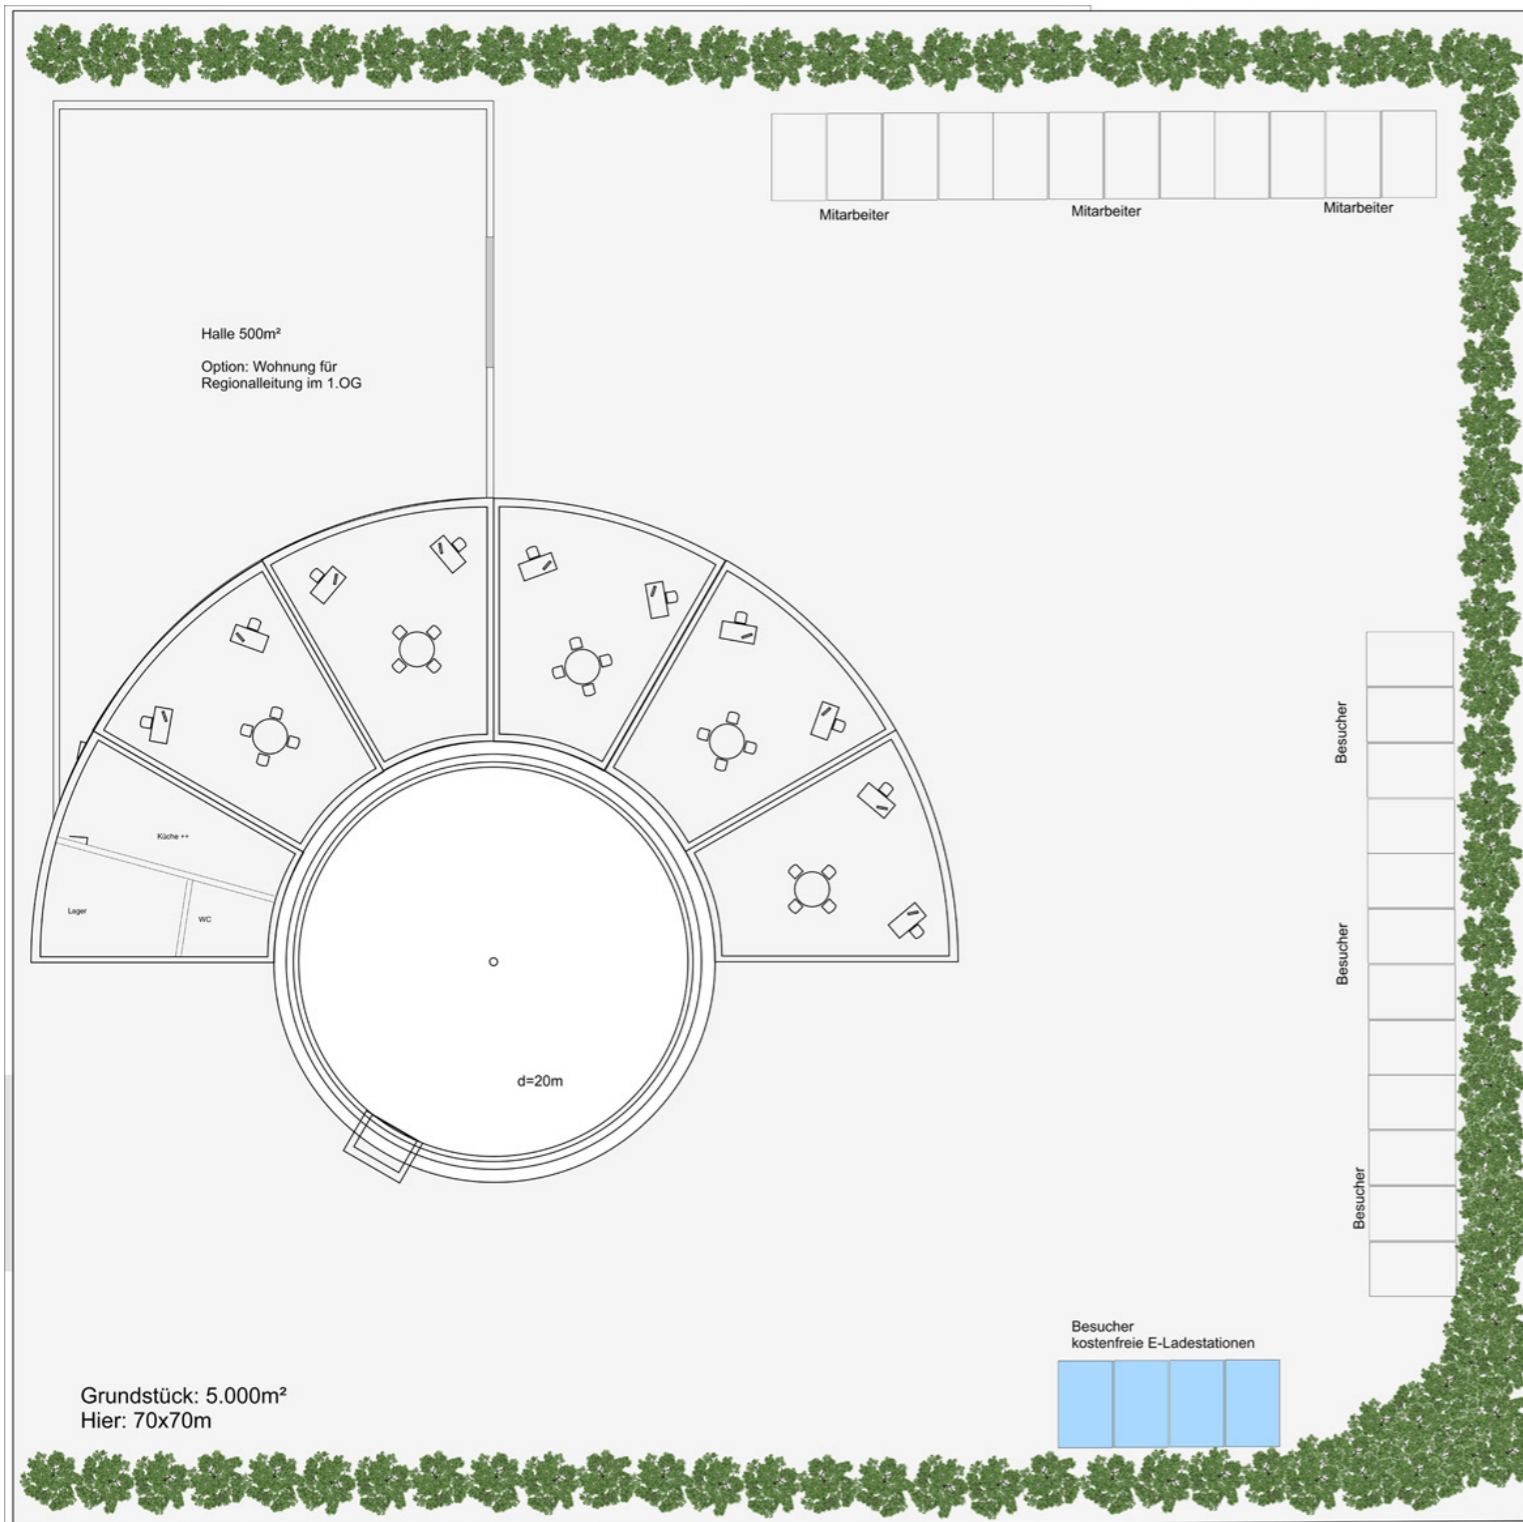 Mitarbeiter
Mitarbeiter
Mitarbeiter
Halle 500m²
Option: Wohnung für
Regionalleitung im 1.OG
Besucher
Küche ++
Lager
WC
Besucher
d=20m
Besucher
Besucher
kostenfreie E-Ladestationen
Grundstück: 5.000m²
Hier: 70x70m